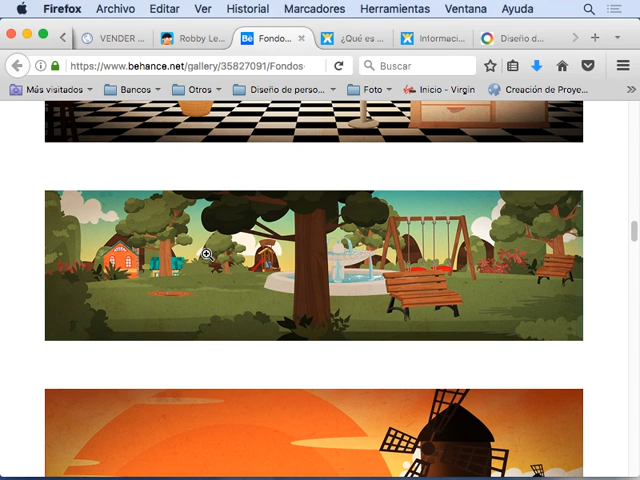 Firefox Archivo Editar Ver Historial Marcadores Herramientas Ventana Ayuda
VENDER Robby Le... Be Fondo... ¿Qué es ... Informaci... Diseño d...
https://www.behance.net/gallery/35827091/Fondos- Buscar
Más visitados Bancos Otros Diseño de perso... Foto Inicio - Virgin Creación de Proye...